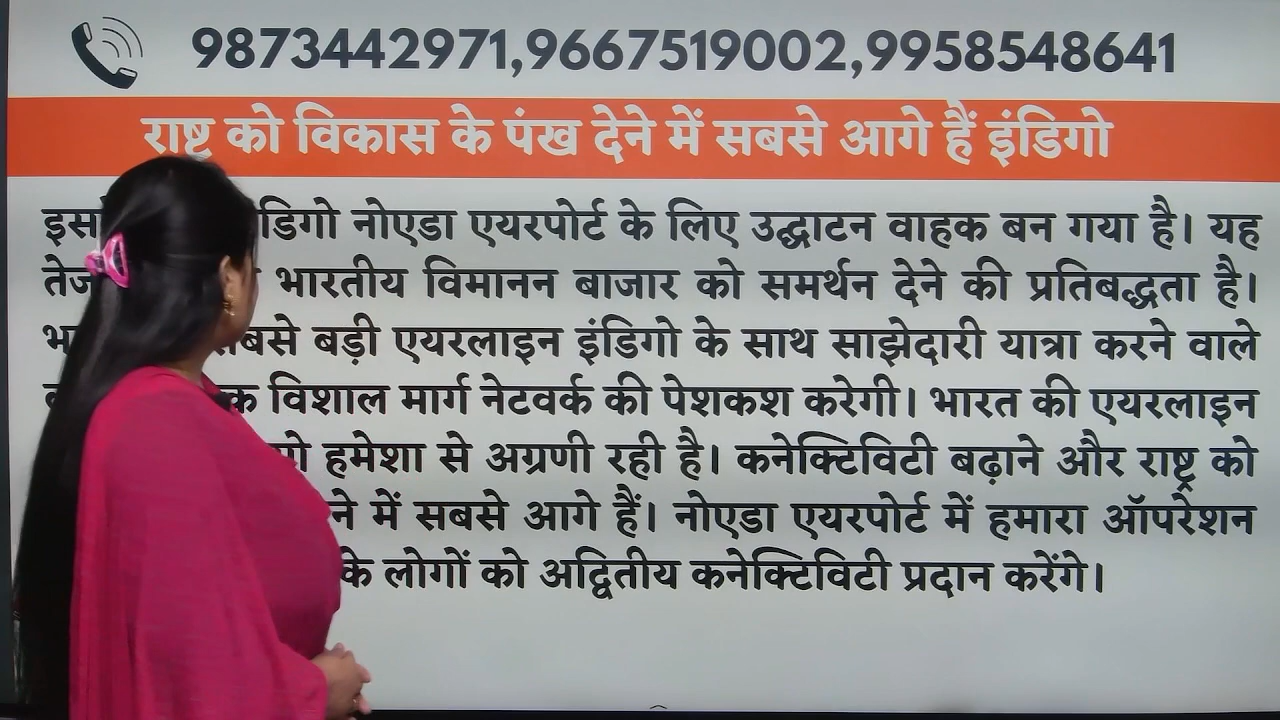 9873442971,9667519002,9958548641
राष्ट्र को विकास के पंख देने में सबसे आगे हैं इंडिगो
नोएडा एयरपोर्ट के लिए उद्घाटन वाहक बन गया है। यह
भारतीय विमानन बाजार को समर्थन देने की प्रतिबद्धता है।
बड़ी एयरलाइन इंडिगो के साथ साझेदारी यात्रा करने वाले
विशाल मार्ग नेटवर्क की पेशकश करेगी। भारत की एयरलाइन
हमेशा से अग्रणी रही है। कनेक्टिविटी बढ़ाने और राष्ट्र को
में सबसे आगे हैं। नोएडा एयरपोर्ट में हमारा ऑपरेशन
के लोगों को अद्वितीय कनेक्टिविटी प्रदान करेंगे।